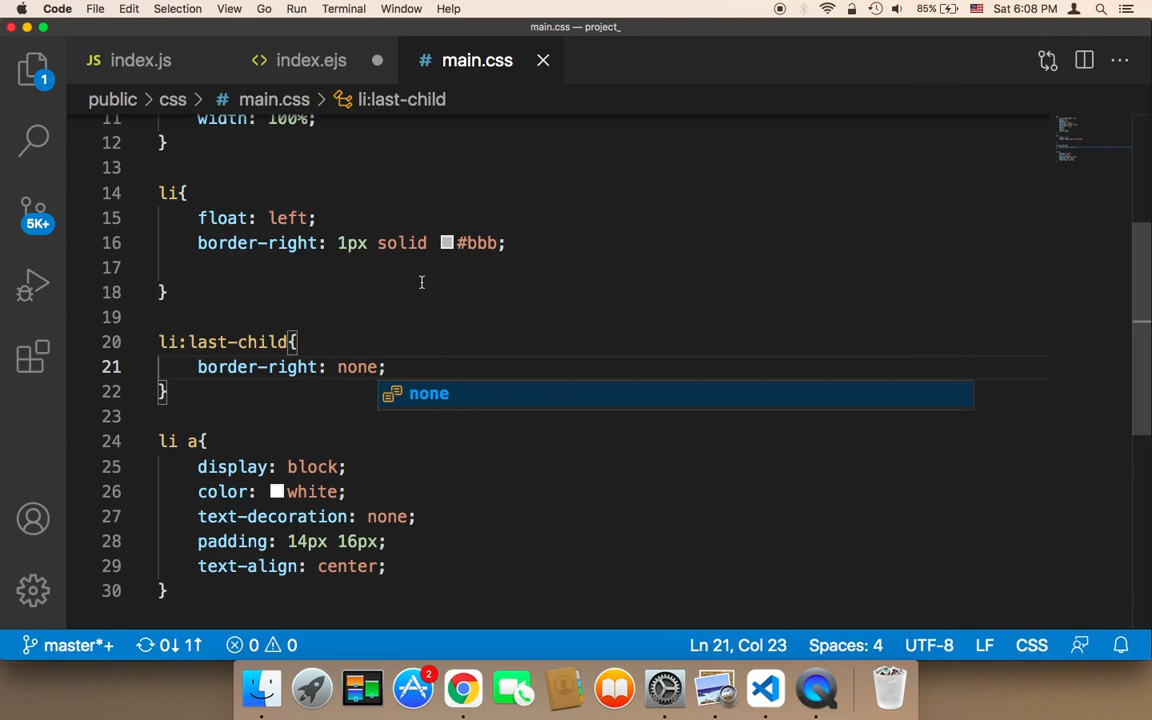 Code File Edit Selection View Go Run Terminal Window Help 85% Sat 6:08 PM
main.css — project_
JS index.js <> index.ejs # main.css
1
public > css > # main.css > li:last-child
11 width: 100%;
12 }
13
14 li{
15 float: left;
16 border-right: 1px solid #bbb;
17
18 }
19
20 li:last-child{
21 border-right: none;
22 }
none
23
24 li a{
25 display: block;
26 color: white;
27 text-decoration: none;
28 padding: 14px 16px;
29 text-align: center;
30 }
5K+
master*+ 0↓ 1↑ 0 0 Ln 21, Col 23 Spaces: 4 UTF-8 LF CSS
2